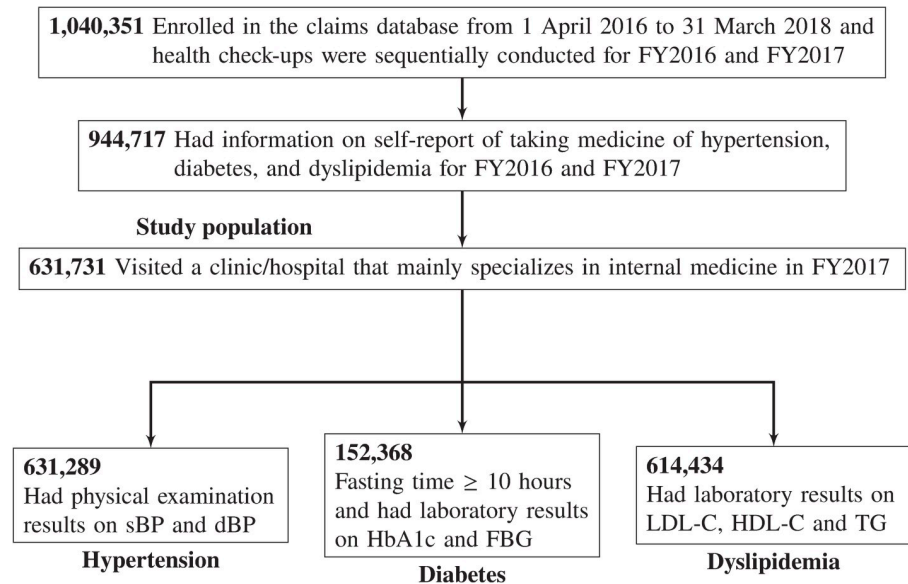 1,040,351 Enrolled in the claims database from 1 April 2016 to 31 March 2018 and
health check-ups were sequentially conducted for FY2016 and FY2017
944,717 Had information on self-report of taking medicine of hypertension,
diabetes, and dyslipidemia for FY2016 and FY2017
Study population
631,731 Visited a clinic/hospital that mainly specializes in internal medicine in FY2017
631,289
Had physical examination
results on sBP and dBP
Hypertension
152,368
Fasting time ≥ 10 hours
and had laboratory results
on HbA1c and FBG
Diabetes
614,434
Had laboratory results on
LDL-C, HDL-C and TG
Dyslipidemia